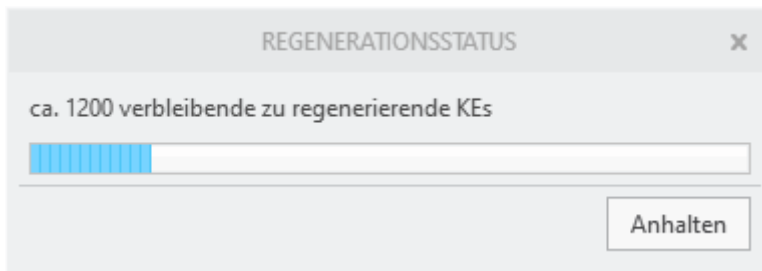 REGENERATIONSSTATUS
ca. 1200 verbleibende zu regenerierende KEs
Anhalten